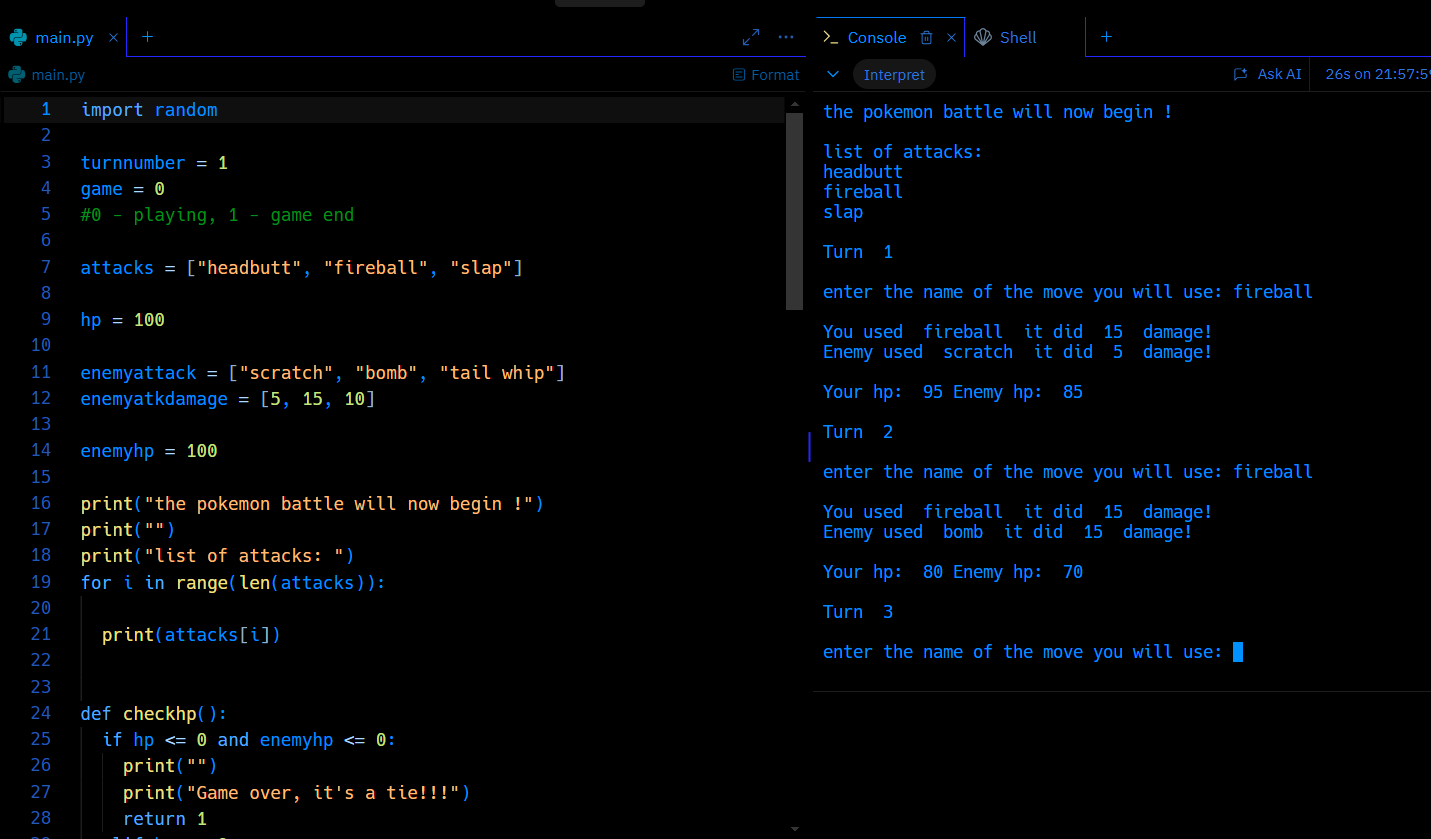 main.py
Format
main.py
1 import random
2
3 turnnumber = 1
4 game = 0
5 #0 - playing, 1 - game end
6
7 attacks = ["headbutt", "fireball", "slap"]
8
9 hp = 100
10
11 enemyattack = ["scratch", "bomb", "tail whip"]
12 enemyatkdamage = [5, 15, 10]
13
14 enemyhp = 100
15
16 print("the pokemon battle will now begin !")
17 print("")
18 print("list of attacks: ")
19 for i in range(len(attacks)):
20
21 print(attacks[i])
22
23
24 def checkhp():
25 if hp <= 0 and enemyhp <= 0:
26 print("")
27 print("Game over, it's a tie!!!")
28 return 1
Console
Shell
Interpret
Ask AI
26s on 21:57:5
the pokemon battle will now begin !
list of attacks:
headbutt
fireball
slap
Turn  1
enter the name of the move you will use: fireball
You used  fireball  it did  15  damage!
Enemy used  scratch  it did  5  damage!
Your hp:  95 Enemy hp:  85
Turn  2
enter the name of the move you will use: fireball
You used  fireball  it did  15  damage!
Enemy used  bomb  it did  15  damage!
Your hp:  80 Enemy hp:  70
Turn  3
enter the name of the move you will use: